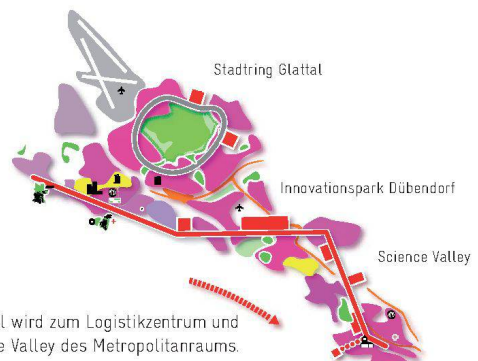 Stadtring Glattal
Innovationspark Dübendorf
Science Valley
l wird zum Logistikzentrum und
e Valley des Metropolitanraums.